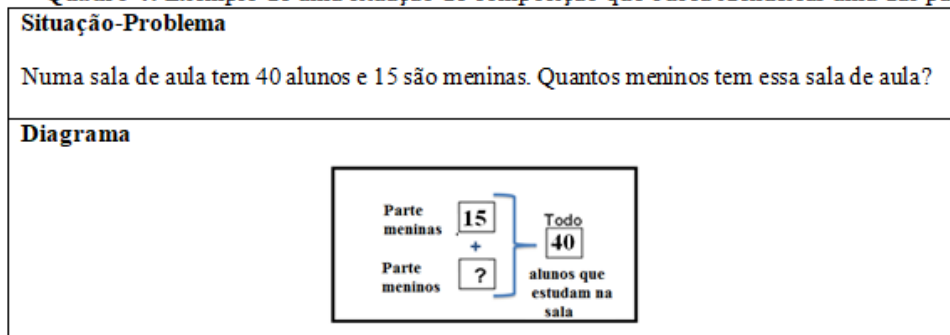 Situação-Problema
Numa sala de aula tem 40 alunos e 15 são meninas. Quantos meninos tem essa sala de aula?
Diagrama
Parte
meninas
15
+
Parte
meninos
?
Todo
40
alunos que
estudam na
sala